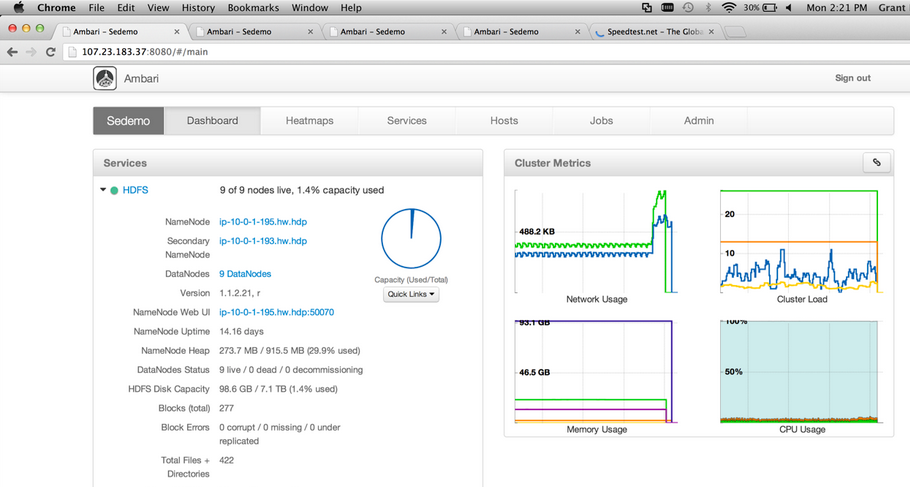 Chrome File Edit View History Bookmarks Window Help 30% Mon 2:21 PM Grant
Ambari - Sedemo Ambari - Sedemo Ambari - Sedemo Ambari - Sedemo Speedtest.net - The Globa
107.23.183.37:8080/#/main
Ambari Sign out
Sedemo Dashboard Heatmaps Services Hosts Jobs Admin
Services
HDFS 9 of 9 nodes live, 1.4% capacity used
NameNode ip-10-0-1-195.hw.hdp
Secondary ip-10-0-1-193.hw.hdp
NameNode
DataNodes 9 DataNodes
Version 1.1.2.21, r
NameNode Web UI ip-10-0-1-195.hw.hdp:50070
NameNode Uptime 14.16 days
NameNode Heap 273.7 MB / 915.5 MB (29.9% used)
DataNodes Status 9 live / 0 dead / 0 decommissioning
HDFS Disk Capacity 98.6 GB / 7.1 TB (1.4% used)
Blocks (total) 277
Block Errors 0 corrupt / 0 missing / 0 under
replicated
Total Files + 422
Directories
Capacity (Used/Total)
Quick Links
Cluster Metrics
488.2 KB
Network Usage
20
10
Cluster Load
93.1 GB
46.5 GB
Memory Usage
100%
50%
CPU Usage